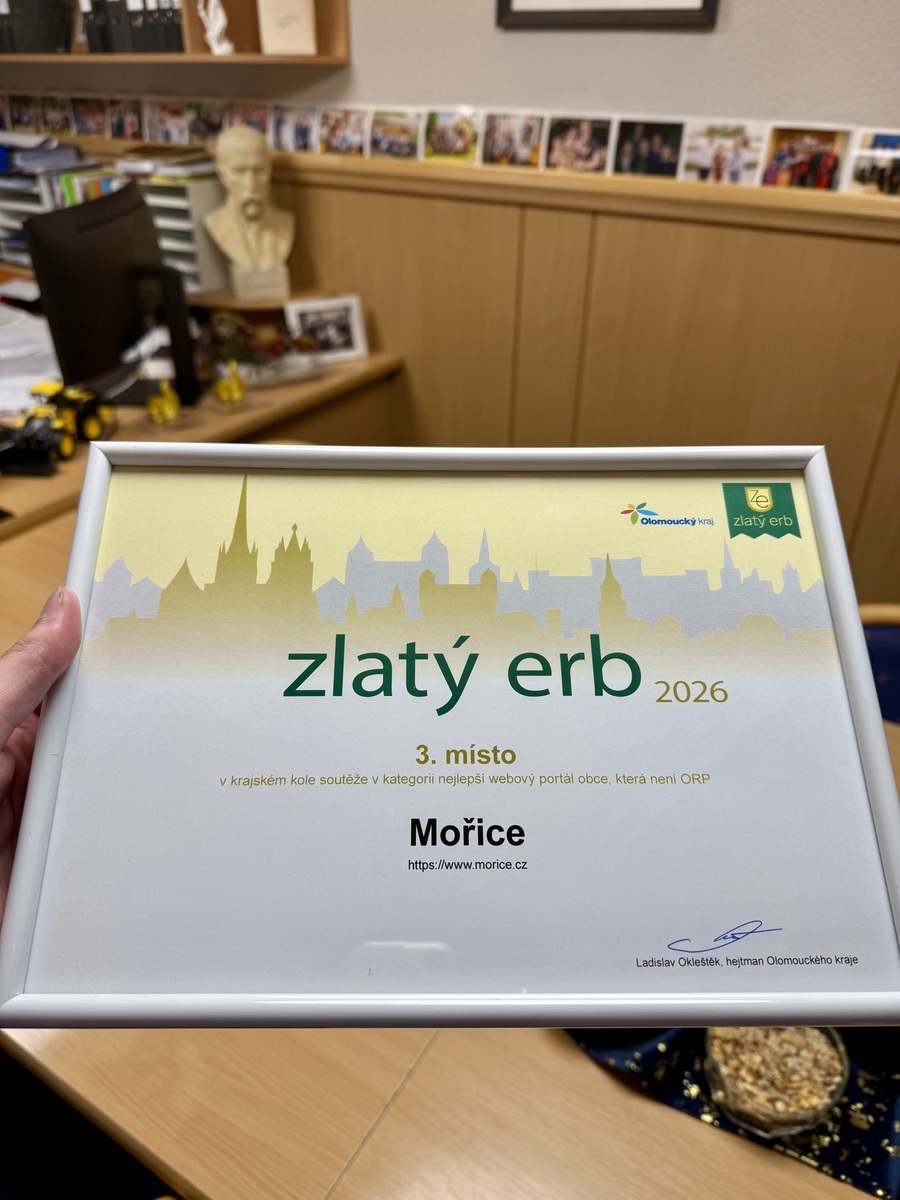 Olomoucký kraj
Ze
zlatý erb
zlatý erb 2026
3. místo
v krajském kole soutěže v kategorii nejlepší webový portál obce, která není ORP
Mořice
https://www.morice.cz
Ladislav Okleštěk, hejtman Olomouckého kraje